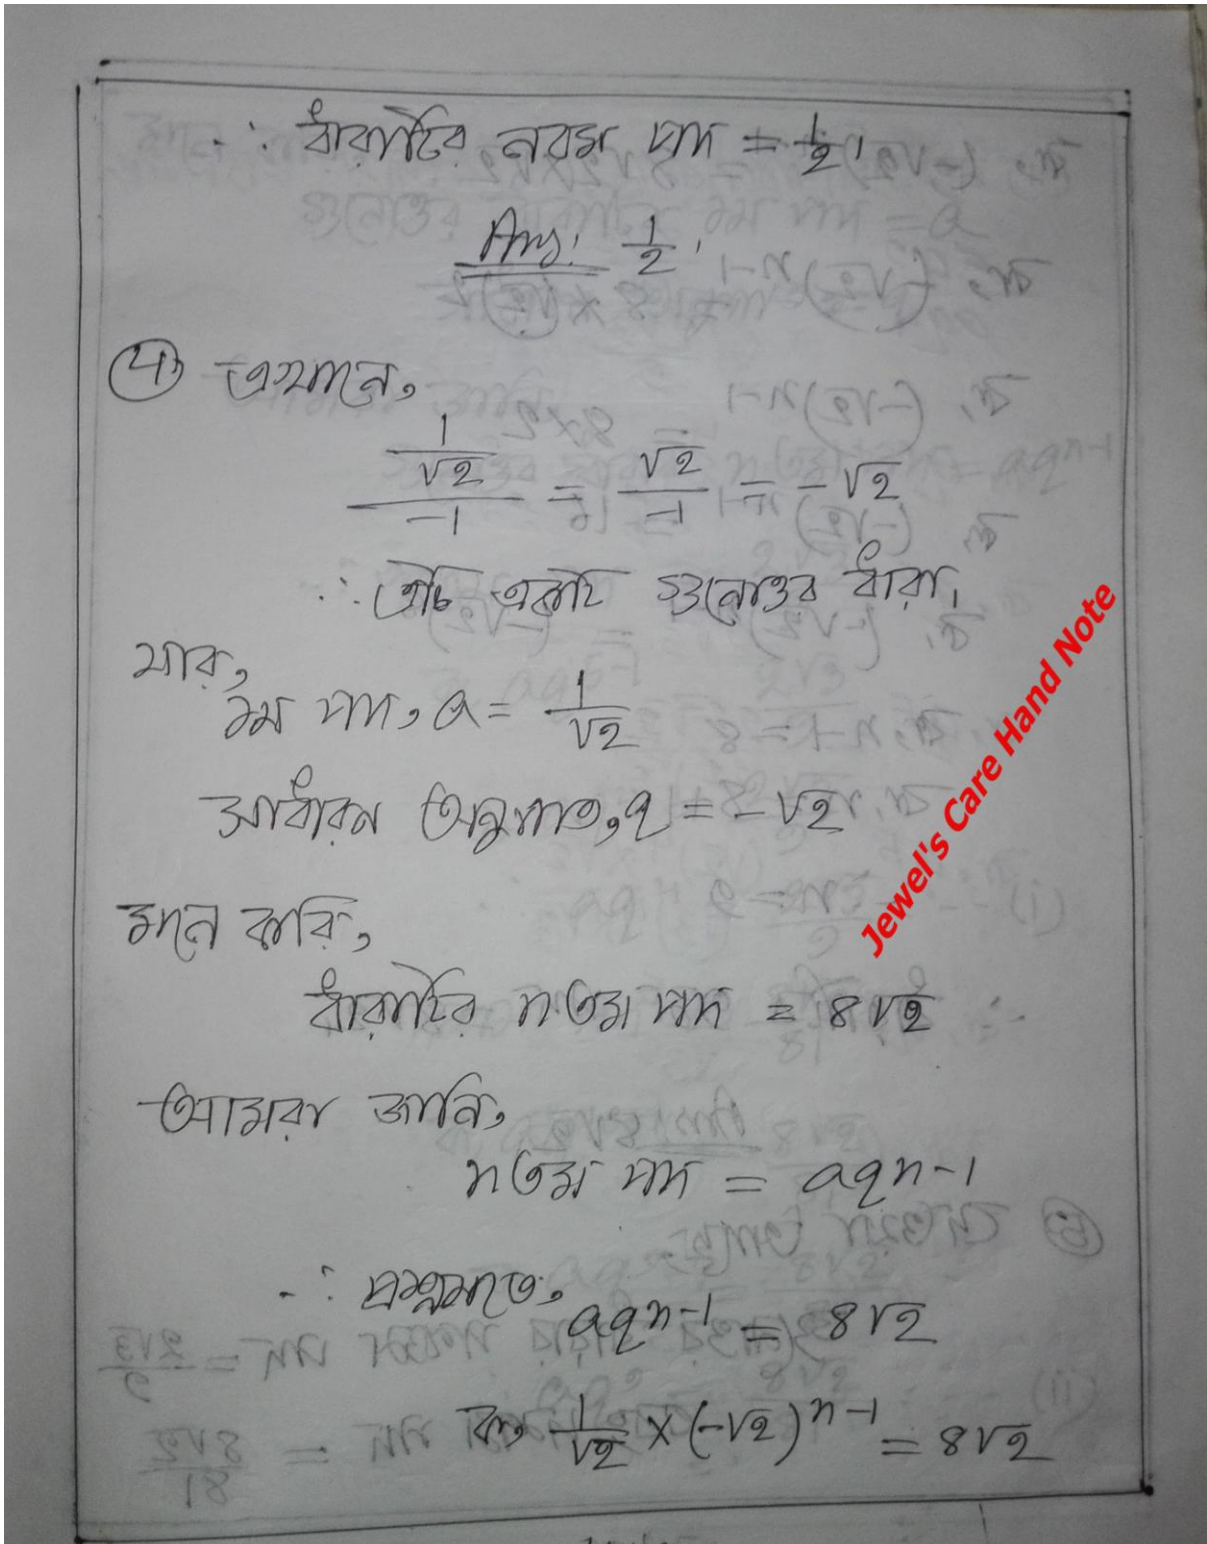 ∴ ধারাটির নবম পদ = 1/2,
Ans: 1/2,
৫) এখানে,
(1/√2)/-1 = √2/-1 = -√2
∴ এটি একটি গুনোত্তর ধারা,
যার,
১ম পদ, a = 1/√2
সাধারন অনুপাত, q = -√2
মনে করি,
ধারাটির n তম পদ = 8√2
আমরা জানি,
n তম পদ = aqn-1
∴ প্রশ্নমতে,
aqn-1 = 8√2
বা, 1/√2 × (-√2)n-1 = 8√2
Jewel's Care Hand Note